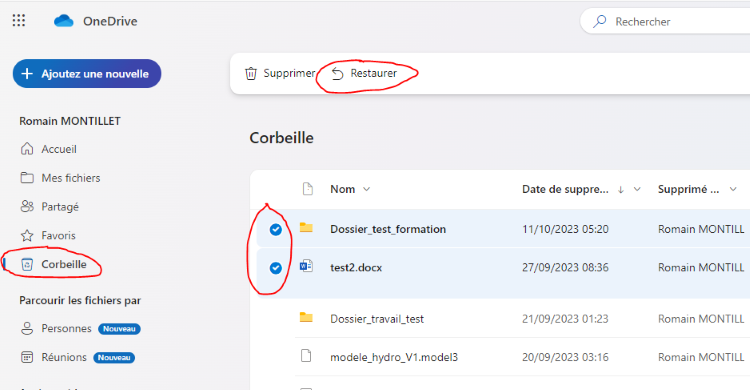 OneDrive
Rechercher
+ Ajoutez une nouvelle
Supprimer
Restaurer
Romain MONTILLET
Accueil
Mes fichiers
Partagé
Favoris
Corbeille
Parcourir les fichiers par
Personnes Nouveau
Réunions Nouveau
Corbeille
Nom Date de suppre... ↓ Supprimé ...
Dossier_test_formation 11/10/2023 05:20 Romain MONTILL
test2.docx 27/09/2023 08:36 Romain MONTILL
Dossier_travail_test 21/09/2023 01:23 Romain MONTILL
modele_hydro_V1.model3 20/09/2023 03:16 Romain MONTILL